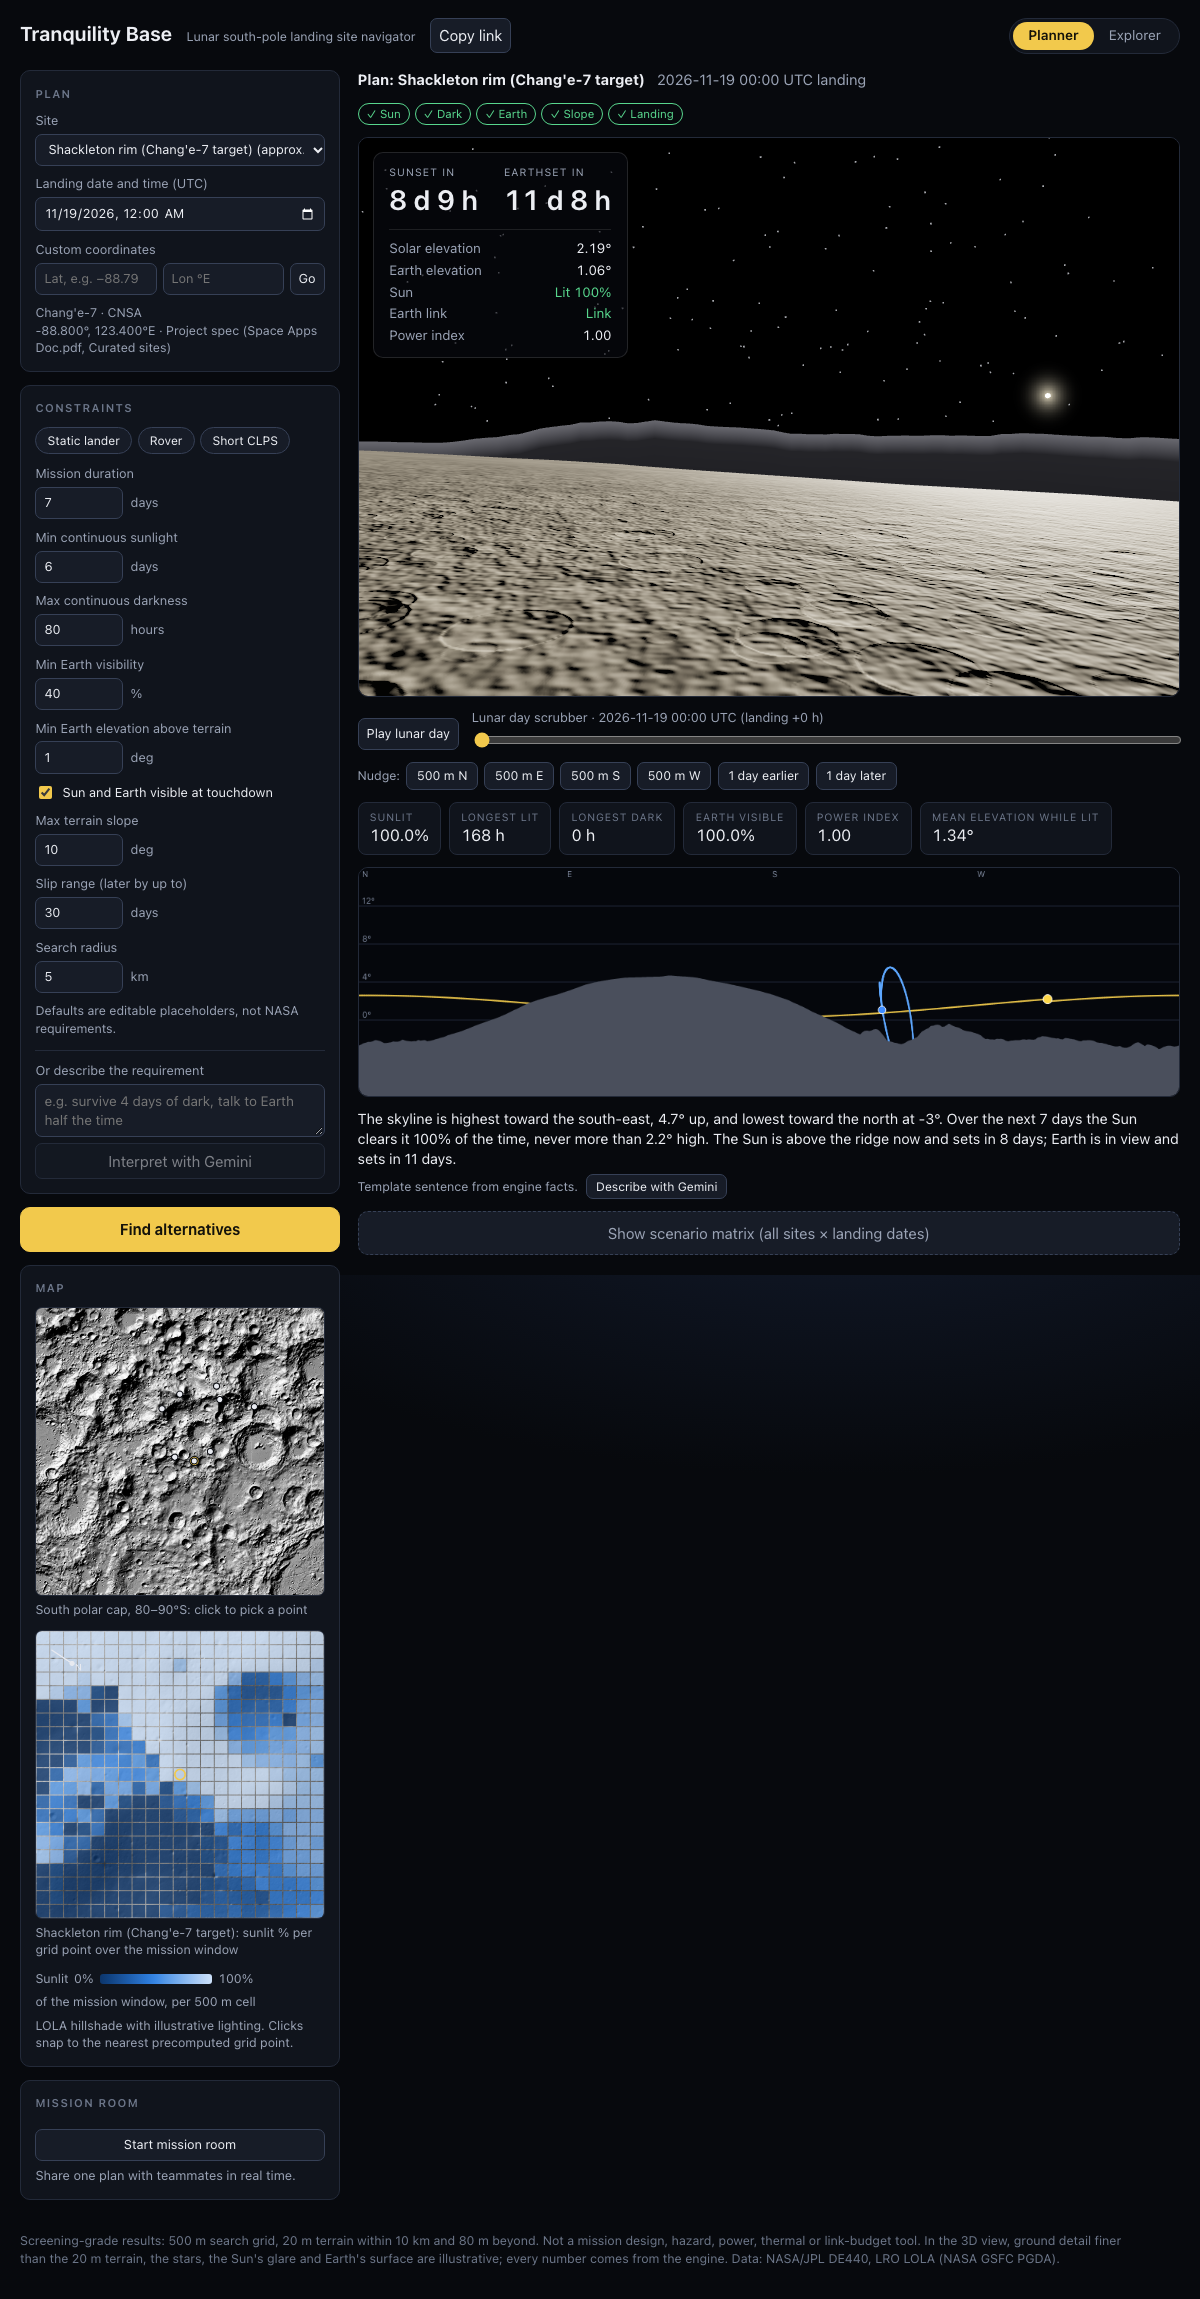 Tranquility Base
Lunar south-pole landing site navigator
Copy link
Planner
Explorer
PLAN
Site
Shackleton rim (Chang'e-7 target) (approx.
Landing date and time (UTC)
11/19/2026, 12:00 AM
Custom coordinates
Lat, e.g. −88.79
Lon °E
Go
Chang'e-7 · CNSA
-88.800°, 123.400°E · Project spec (Space Apps
Doc.pdf, Curated sites)
CONSTRAINTS
Static lander
Rover
Short CLPS
Mission duration
7 days
Min continuous sunlight
6 days
Max continuous darkness
80 hours
Min Earth visibility
40 %
Min Earth elevation above terrain
1 deg
Sun and Earth visible at touchdown
Max terrain slope
10 deg
Slip range (later by up to)
30 days
Search radius
5 km
Defaults are editable placeholders, not NASA
requirements.
Or describe the requirement
e.g. survive 4 days of dark, talk to Earth
half the time
Interpret with Gemini
Find alternatives
MAP
South polar cap, 80–90°S: click to pick a point
Shackleton rim (Chang'e-7 target): sunlit % per
grid point over the mission window
Sunlit 0% 100%
of the mission window, per 500 m cell
LOLA hillshade with illustrative lighting. Clicks
snap to the nearest precomputed grid point.
MISSION ROOM
Start mission room
Share one plan with teammates in real time.
Plan: Shackleton rim (Chang'e-7 target) 2026-11-19 00:00 UTC landing
✓ Sun
✓ Dark
✓ Earth
✓ Slope
✓ Landing
SUNSET IN
8 d 9 h
EARTHSET IN
11 d 8 h
Solar elevation 2.19°
Earth elevation 1.06°
Sun Lit 100%
Earth link Link
Power index 1.00
Play lunar day
Lunar day scrubber · 2026-11-19 00:00 UTC (landing +0 h)
Nudge:
500 m N
500 m E
500 m S
500 m W
1 day earlier
1 day later
SUNLIT
100.0%
LONGEST LIT
168 h
LONGEST DARK
0 h
EARTH VISIBLE
100.0%
POWER INDEX
1.00
MEAN ELEVATION WHILE LIT
1.34°
N E S W
12°
8°
4°
0°
The skyline is highest toward the south-east, 4.7° up, and lowest toward the north at -3°. Over the next 7 days the Sun
clears it 100% of the time, never more than 2.2° high. The Sun is above the ridge now and sets in 8 days; Earth is in view and
sets in 11 days.
Template sentence from engine facts.
Describe with Gemini
Show scenario matrix (all sites × landing dates)
Screening-grade results: 500 m search grid, 20 m terrain within 10 km and 80 m beyond. Not a mission design, hazard, power, thermal or link-budget tool. In the 3D view, ground detail finer
than the 20 m terrain, the stars, the Sun's glare and Earth's surface are illustrative; every number comes from the engine. Data: NASA/JPL DE440, LRO LOLA (NASA GSFC PGDA).